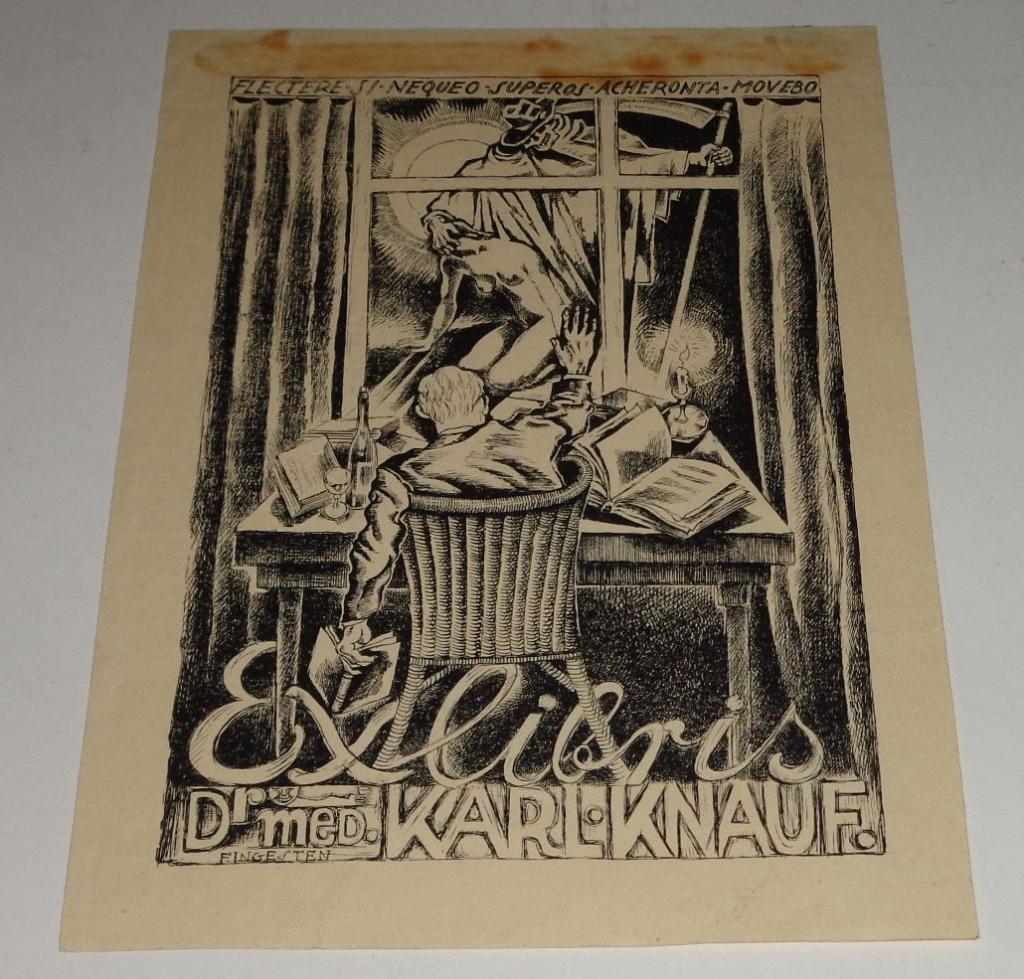 FLECTERE · SI · NEQUEO · SUPEROS · ACHERONTA · MOVEBO
Exlibris
Dr med. KARL · KNAUF.
FINGESTEN